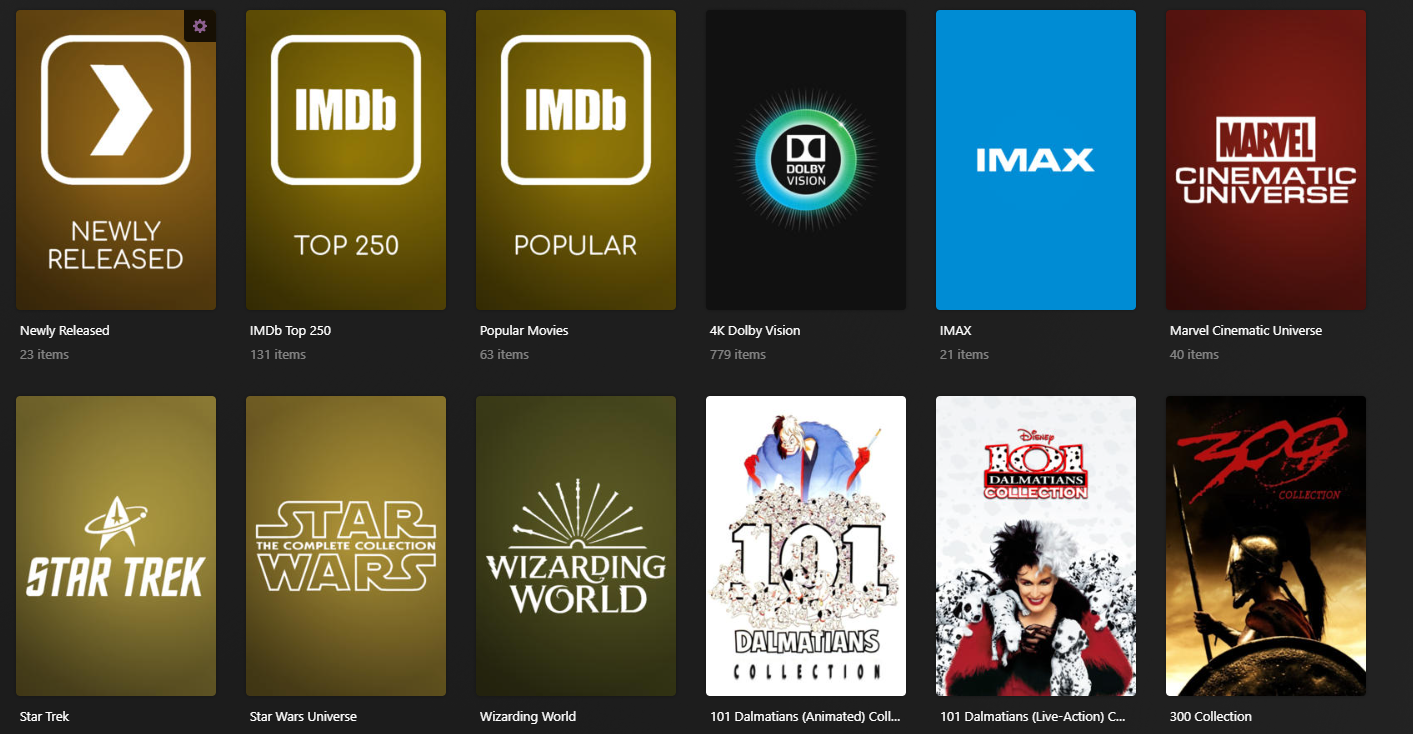 NEWLY
RELEASED
IMDb
TOP 250
IMDb
POPULAR
DOLBY
VISION
IMAX
MARVEL
CINEMATIC
UNIVERSE
Newly Released
IMDb Top 250
Popular Movies
4K Dolby Vision
IMAX
Marvel Cinematic Universe
23 items
131 items
63 items
779 items
21 items
40 items
STAR TREK
STAR
THE COMPLETE COLLECTION
WARS
WIZARDING
WORLD
101
DALMATIANS
COLLECTION
Disney
101
DALMATIANS
COLLECTION
300
COLLECTION
Star Trek
Star Wars Universe
Wizarding World
101 Dalmatians (Animated) Coll...
101 Dalmatians (Live-Action) C...
300 Collection